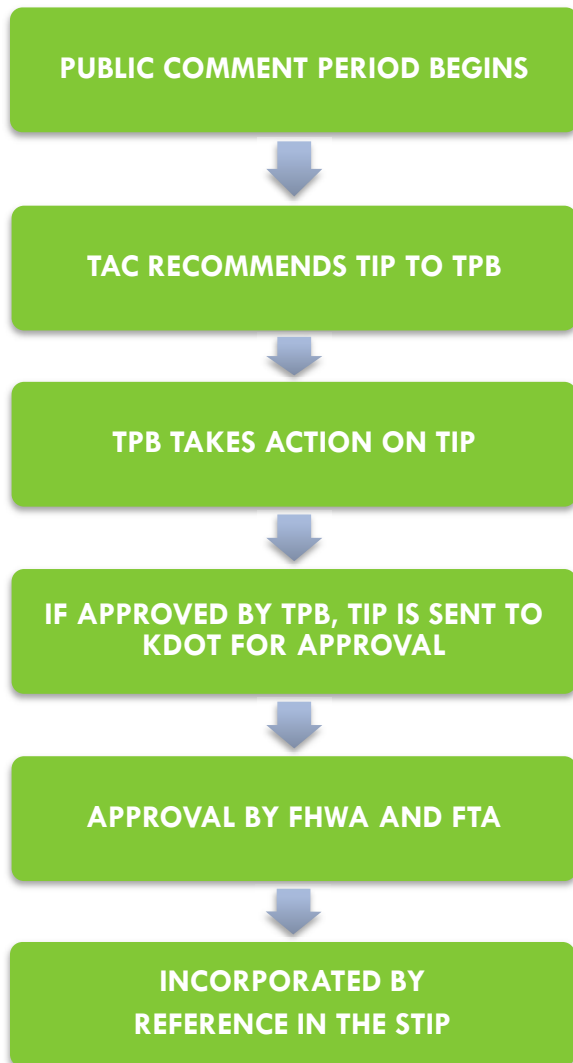 PUBLIC COMMENT PERIOD BEGINS
TAC RECOMMENDS TIP TO TPB
TPB TAKES ACTION ON TIP
IF APPROVED BY TPB, TIP IS SENT TO
KDOT FOR APPROVAL
APPROVAL BY FHWA AND FTA
INCORPORATED BY
REFERENCE IN THE STIP